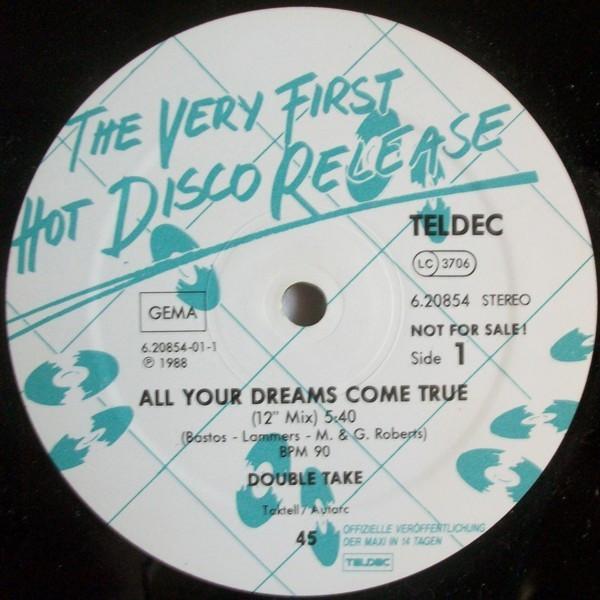 THE VERY FIRST
HOT DISCO RELEASE
TELDEC
LC 3706
6.20854 STEREO
NOT FOR SALE!
Side 1
GEMA
6.20854-01-1
℗ 1988
ALL YOUR DREAMS COME TRUE
(12" Mix) 5:40
(Bastos - Lammers - M. & G. Roberts)
BPM 90
DOUBLE TAKE
Taktell / Autarc
45
OFFIZIELLE VERÖFFENTLICHUNG
DER MAXI IN 14 TAGEN
TELDEC